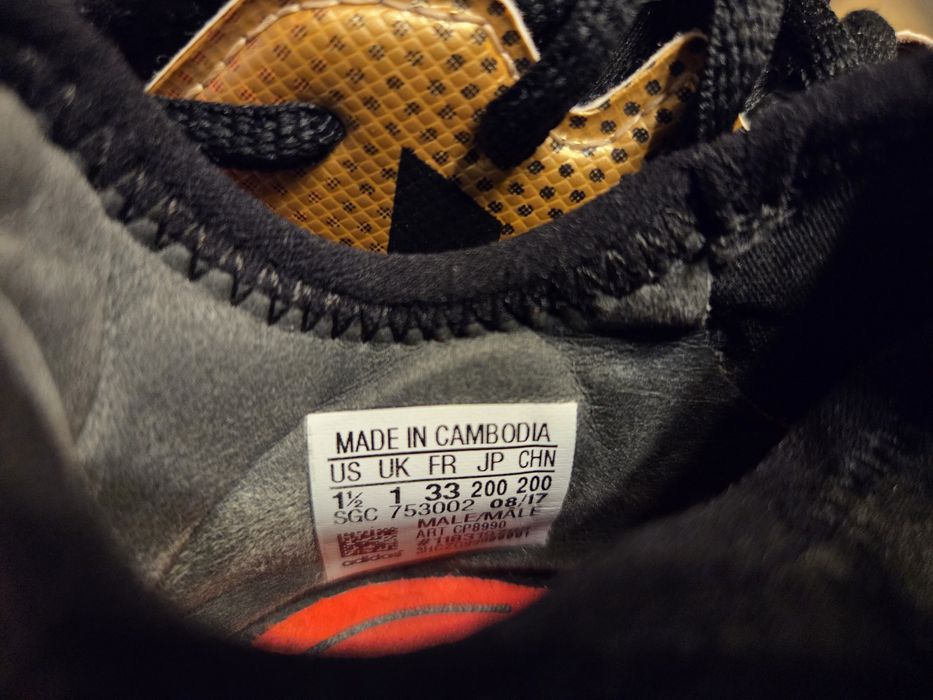 MADE IN CAMBODIA
US UK FR JP CHN
1½ 1 33 200 200
SGC 753002 08/17
MALE/MALE
ART CP8990
adidas